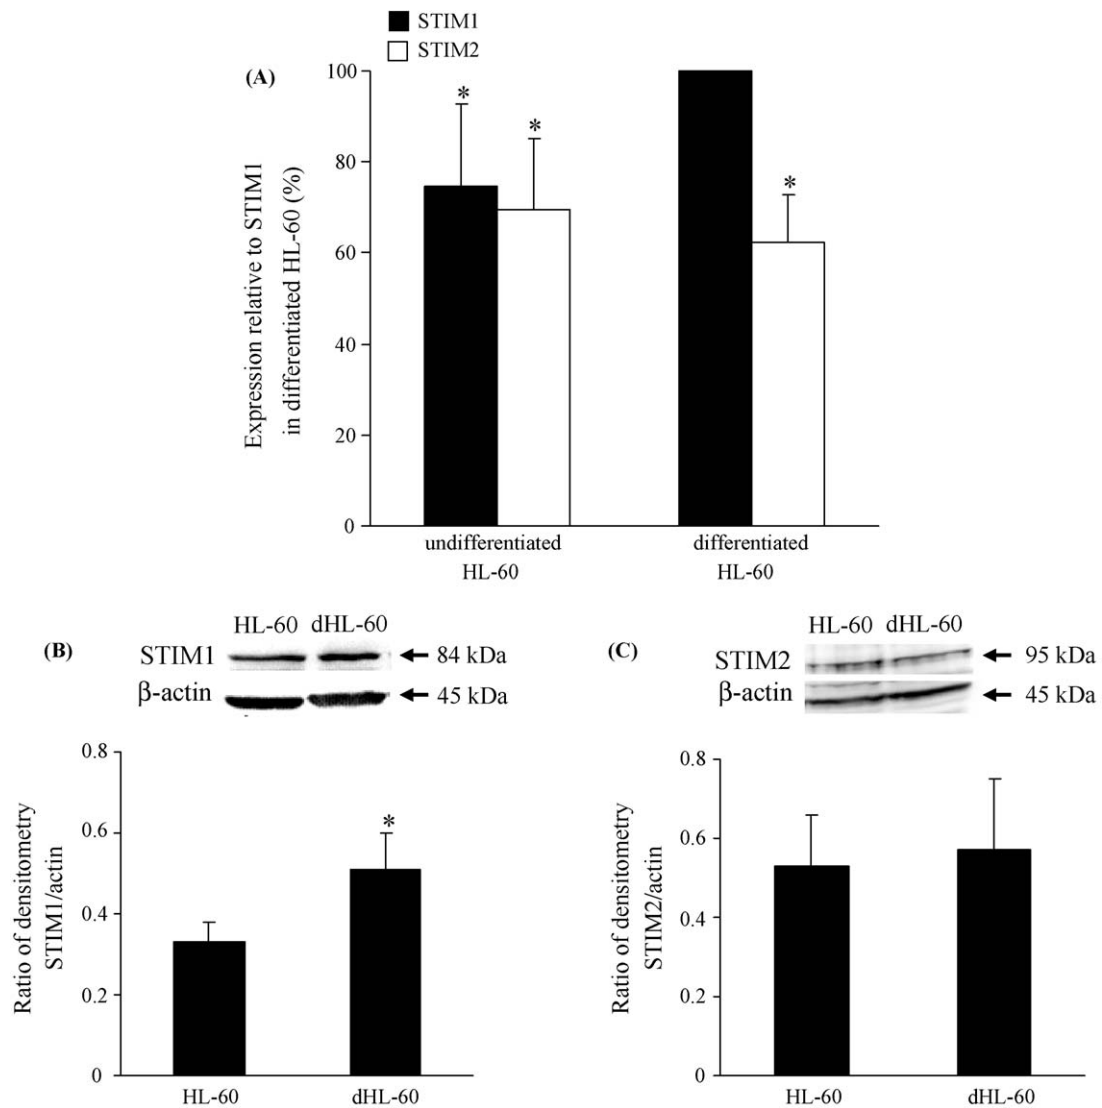 STIM1
STIM2
(A)
Expression relative to STIM1
in differentiated HL-60 (%)
100
80
60
40
20
0
*
*
*
undifferentiated
HL-60
differentiated
HL-60
(B)
HL-60 dHL-60
STIM1
84 kDa
β-actin
45 kDa
Ratio of densitometry
STIM1/actin
0.8
0.6
0.4
0.2
0
*
HL-60
dHL-60
(C)
HL-60 dHL-60
STIM2
95 kDa
β-actin
45 kDa
Ratio of densitometry
STIM2/actin
0.8
0.6
0.4
0.2
0
HL-60
dHL-60